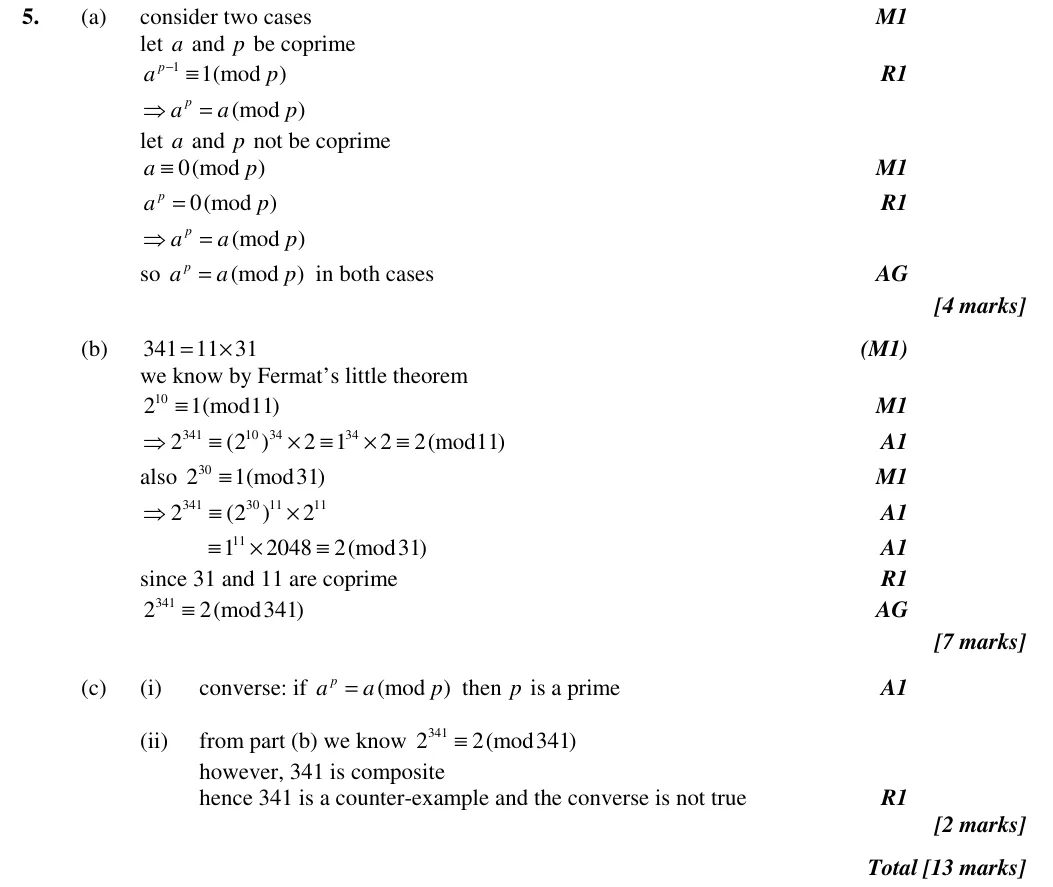 5. (a) consider two cases M1
let a and p be coprime
a^{p−1} ≡ 1(mod p) R1
⇒ a^p = a (mod p)
let a and p not be coprime
a ≡ 0 (mod p) M1
a^p = 0 (mod p) R1
⇒ a^p = a (mod p)
so a^p = a (mod p) in both cases AG
[4 marks]
(b) 341 = 11 × 31 (M1)
we know by Fermat's little theorem
2^{10} ≡ 1(mod 11) M1
⇒ 2^{341} ≡ (2^{10})^{34} × 2 ≡ 1^{34} × 2 ≡ 2 (mod 11) A1
also 2^{30} ≡ 1(mod 31) M1
⇒ 2^{341} ≡ (2^{30})^{11} × 2^{11} A1
≡ 1^{11} × 2048 ≡ 2 (mod 31) A1
since 31 and 11 are coprime R1
2^{341} ≡ 2 (mod 341) AG
[7 marks]
(c) (i) converse: if a^p = a (mod p) then p is a prime A1
(ii) from part (b) we know 2^{341} ≡ 2 (mod 341)
however, 341 is composite
hence 341 is a counter-example and the converse is not true R1
[2 marks]
Total [13 marks]